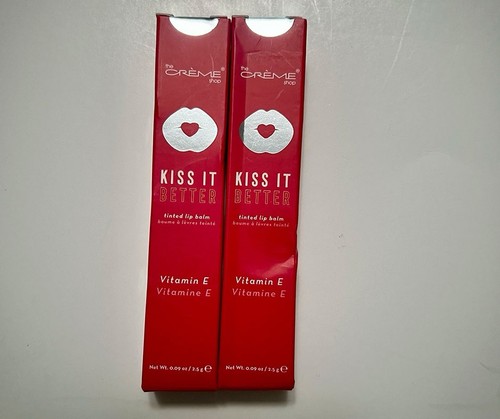 the
CRÈME®
shop
KISS IT
BETTER
tinted lip balm
baume à lèvres teinté
Vitamin E
Vitamine E
Net Wt. 0.09 oz / 2.5g ℮
the
CRÈME®
shop
KISS IT
BETTER
tinted lip balm
baume à lèvres teinté
Vitamin E
Vitamine E
Net Wt. 0.09 oz / 2.5g ℮